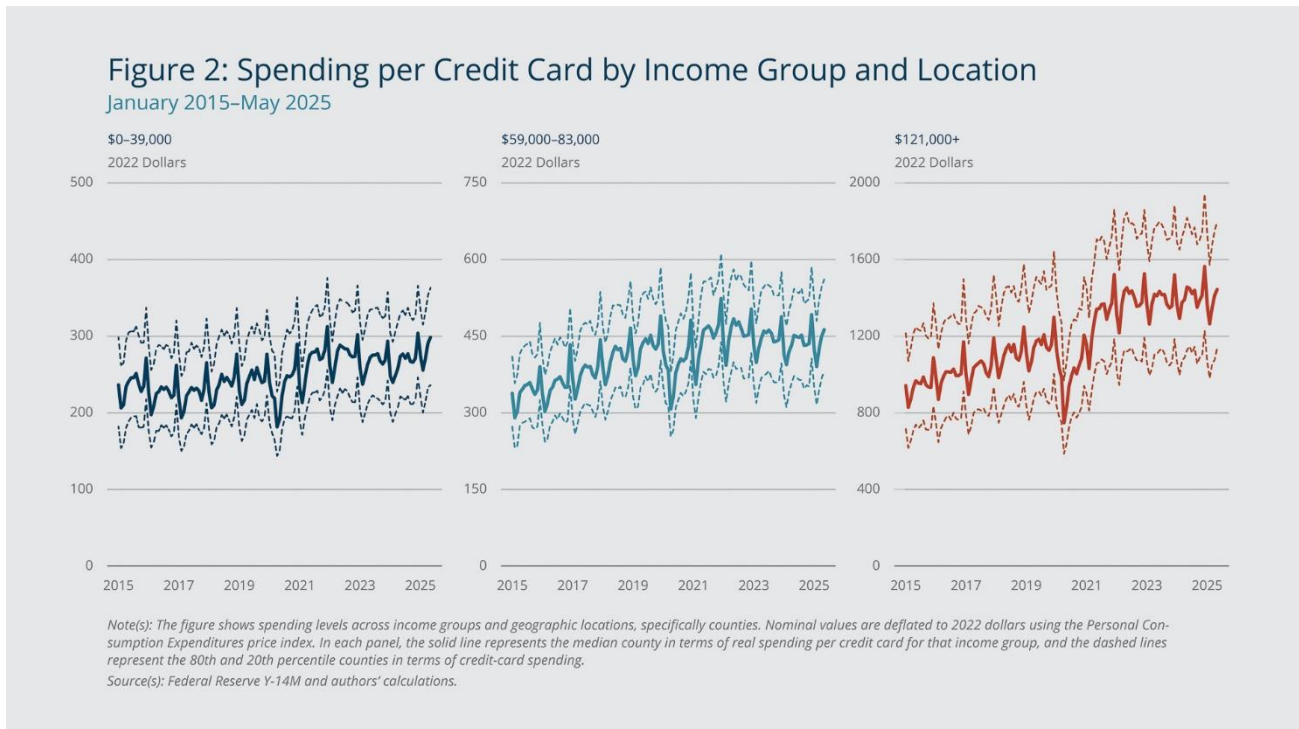 Figure 2: Spending per Credit Card by Income Group and Location
January 2015–May 2025
$0–39,000
2022 Dollars
500
400
300
200
100
0
2015 2017 2019 2021 2023 2025
$59,000–83,000
2022 Dollars
750
600
450
300
150
0
2015 2017 2019 2021 2023 2025
$121,000+
2022 Dollars
2000
1600
1200
800
400
0
2015 2017 2019 2021 2023 2025
Note(s): The figure shows spending levels across income groups and geographic locations, specifically counties. Nominal values are deflated to 2022 dollars using the Personal Con-
sumption Expenditures price index. In each panel, the solid line represents the median county in terms of real spending per credit card for that income group, and the dashed lines
represent the 80th and 20th percentile counties in terms of credit-card spending.
Source(s): Federal Reserve Y-14M and authors’ calculations.